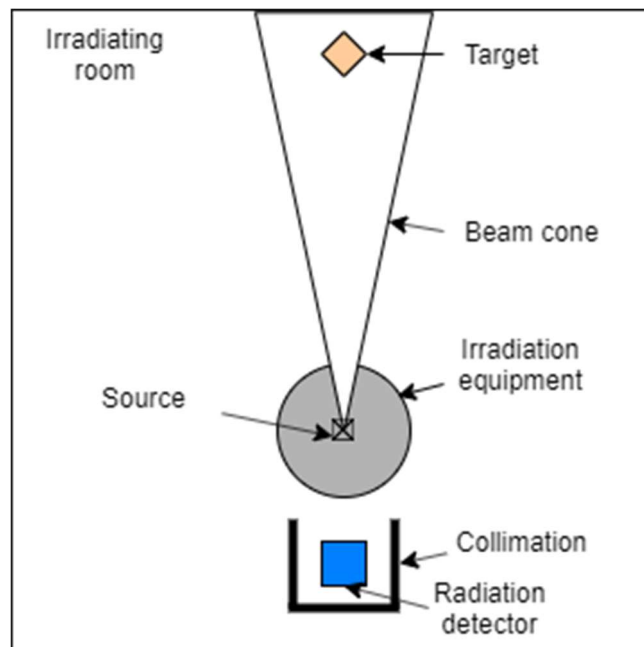 Irradiating
room
Target
Beam cone
Irradiation
equipment
Source
Collimation
Radiation
detector